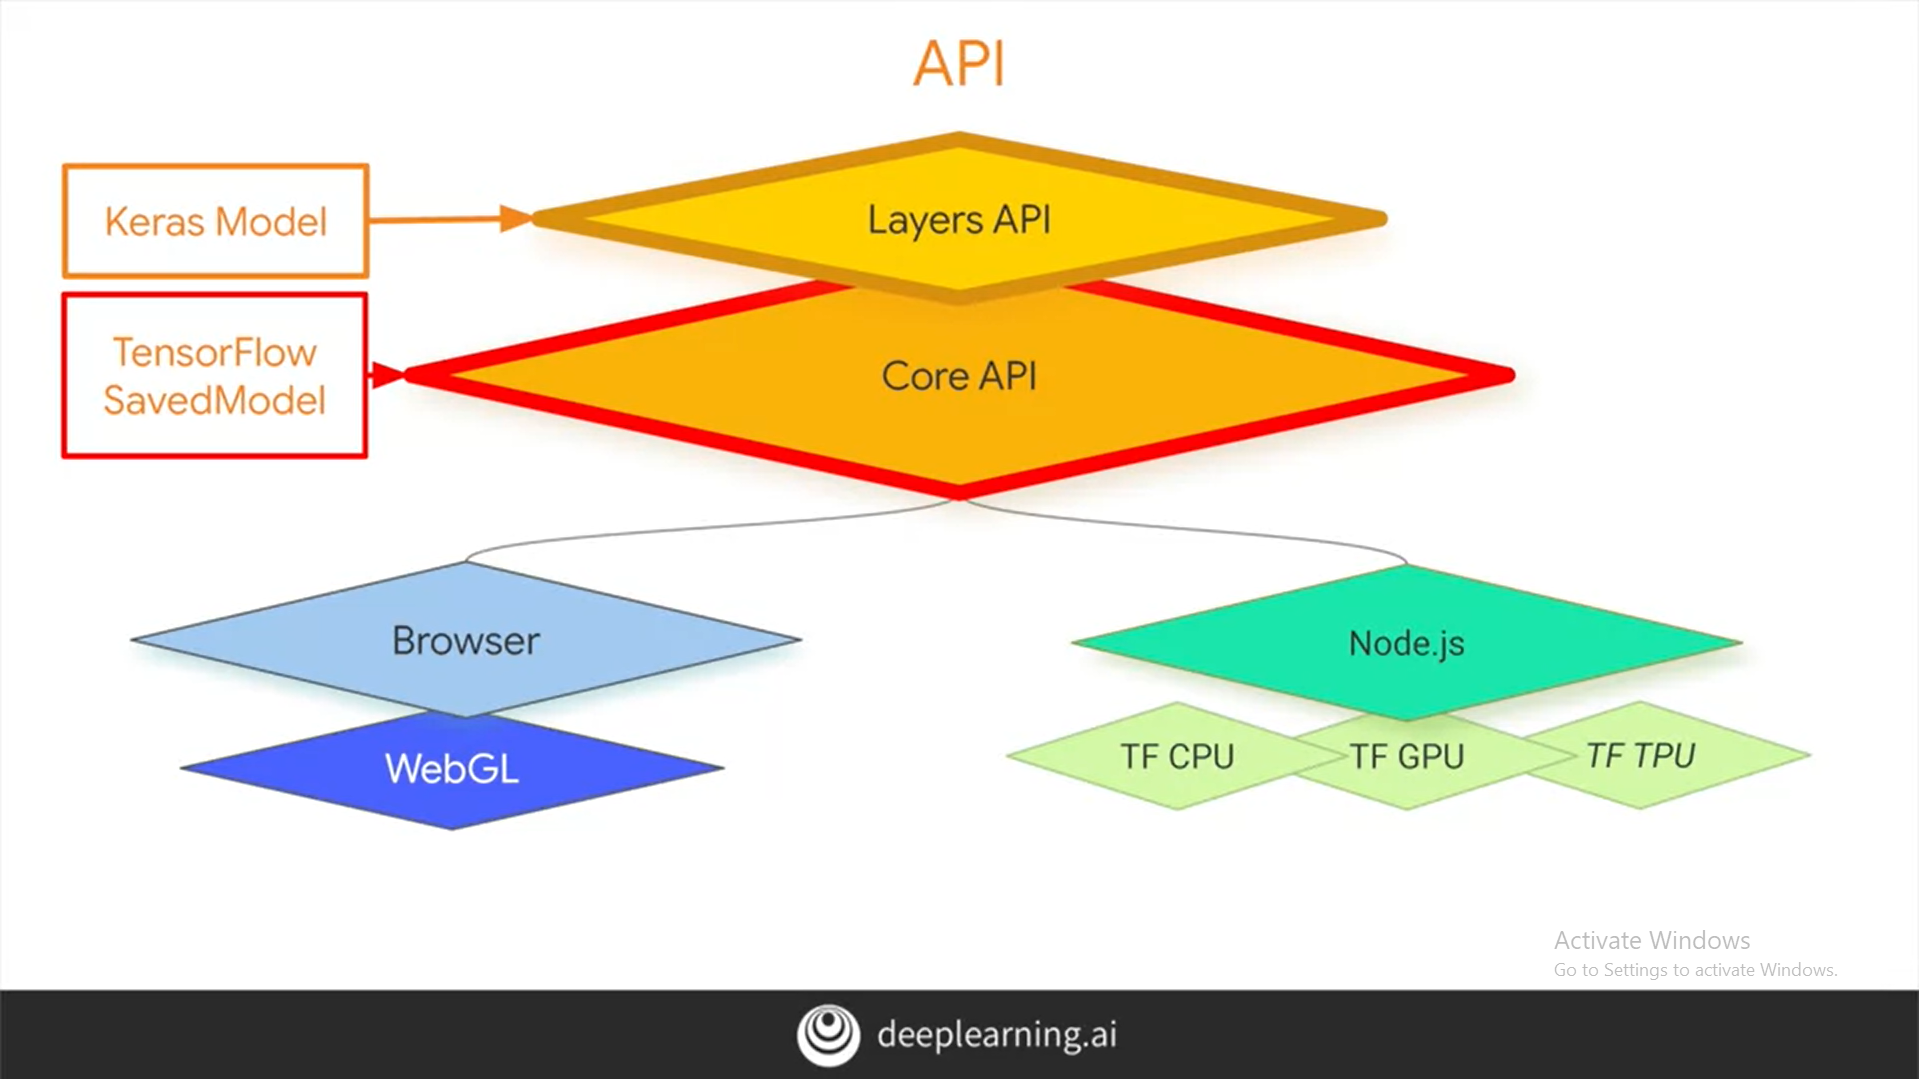 API
Keras Model
Layers API
TensorFlow
SavedModel
Core API
Browser
Node.js
WebGL
TF CPU
TF GPU
TF TPU
Activate Windows
Go to Settings to activate Windows.
deeplearning.ai